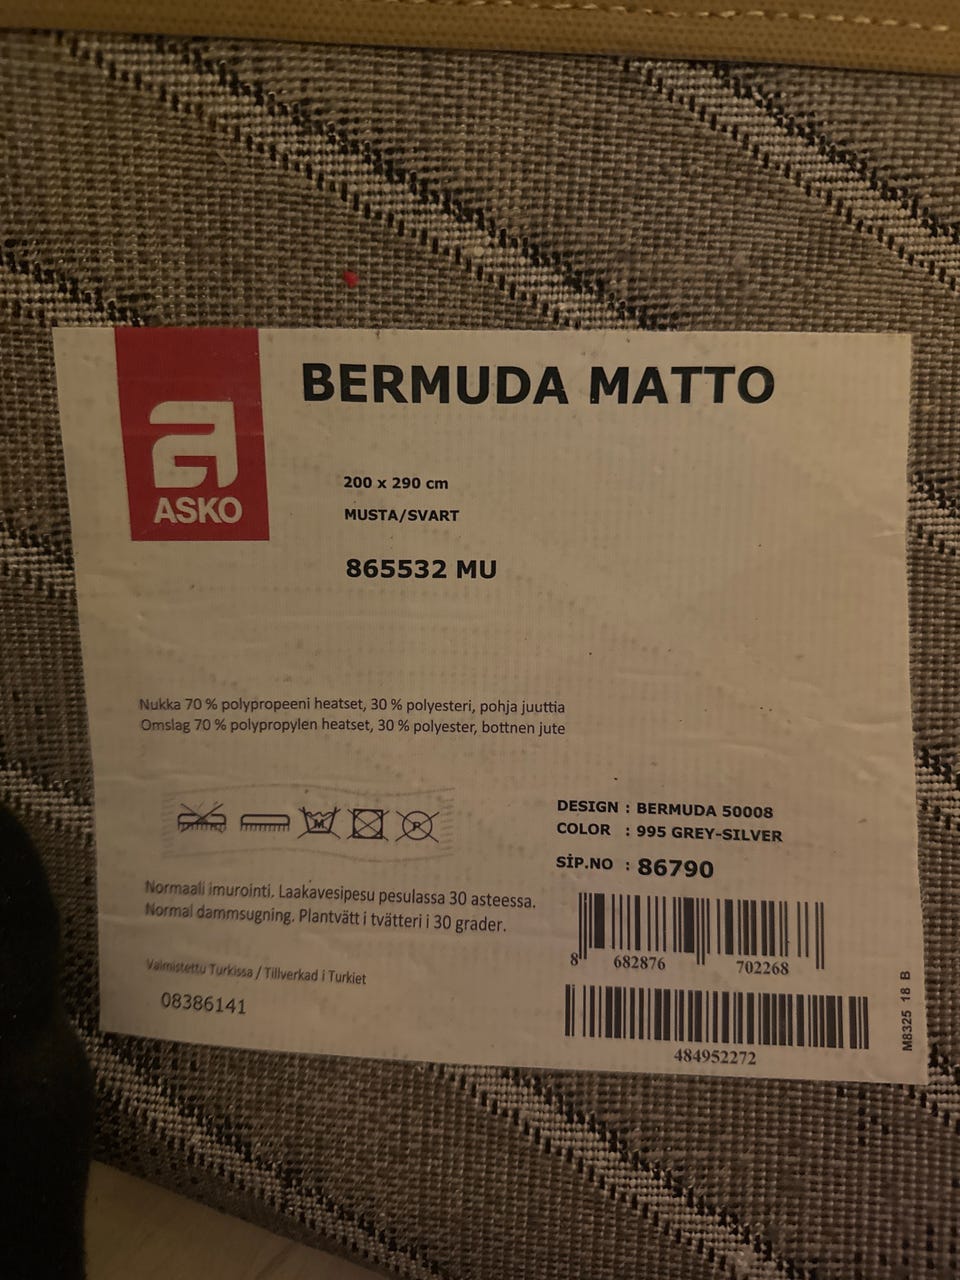 BERMUDA MATTO
ASKO
200 x 290 cm
MUSTA/SVART
865532 MU
Nukka 70 % polypropeeni heatset, 30 % polyesteri, pohja juuttia
Omslag 70 % polypropylen heatset, 30 % polyester, bottnen jute
M
P
DESIGN : BERMUDA 50008
COLOR : 995 GREY-SILVER
SİP.NO : 86790
Normaali imurointi. Laakavesipesu pesulassa 30 asteessa.
Normal dammsugning. Plantvätt i tvätteri i 30 grader.
8 682876 702268
Valmistettu Turkissa / Tillverkad i Turkiet
08386141
484952272
M8325 18 B